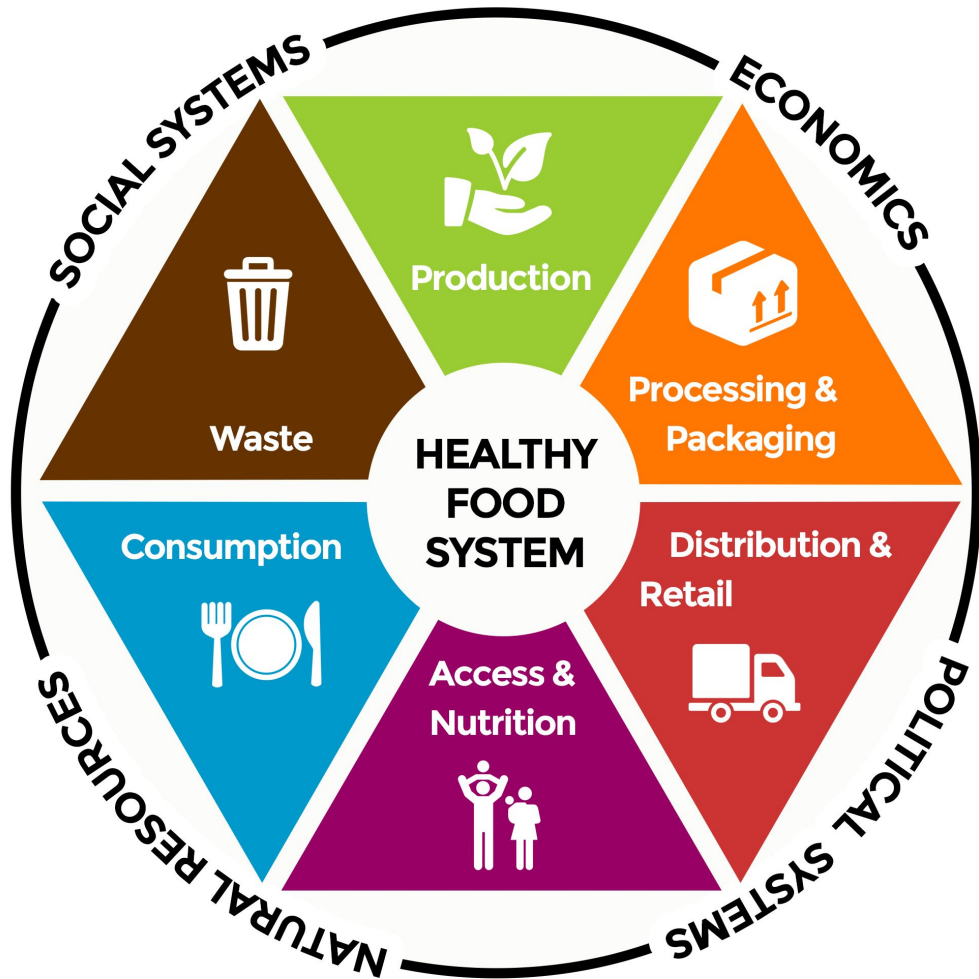 SOCIAL SYSTEMS
ECONOMICS
Production
Processing &
Packaging
Waste
HEALTHY
FOOD
SYSTEM
Consumption
Distribution &
Retail
Access &
Nutrition
NATURAL RESOURCES
POLITICAL SYSTEMS